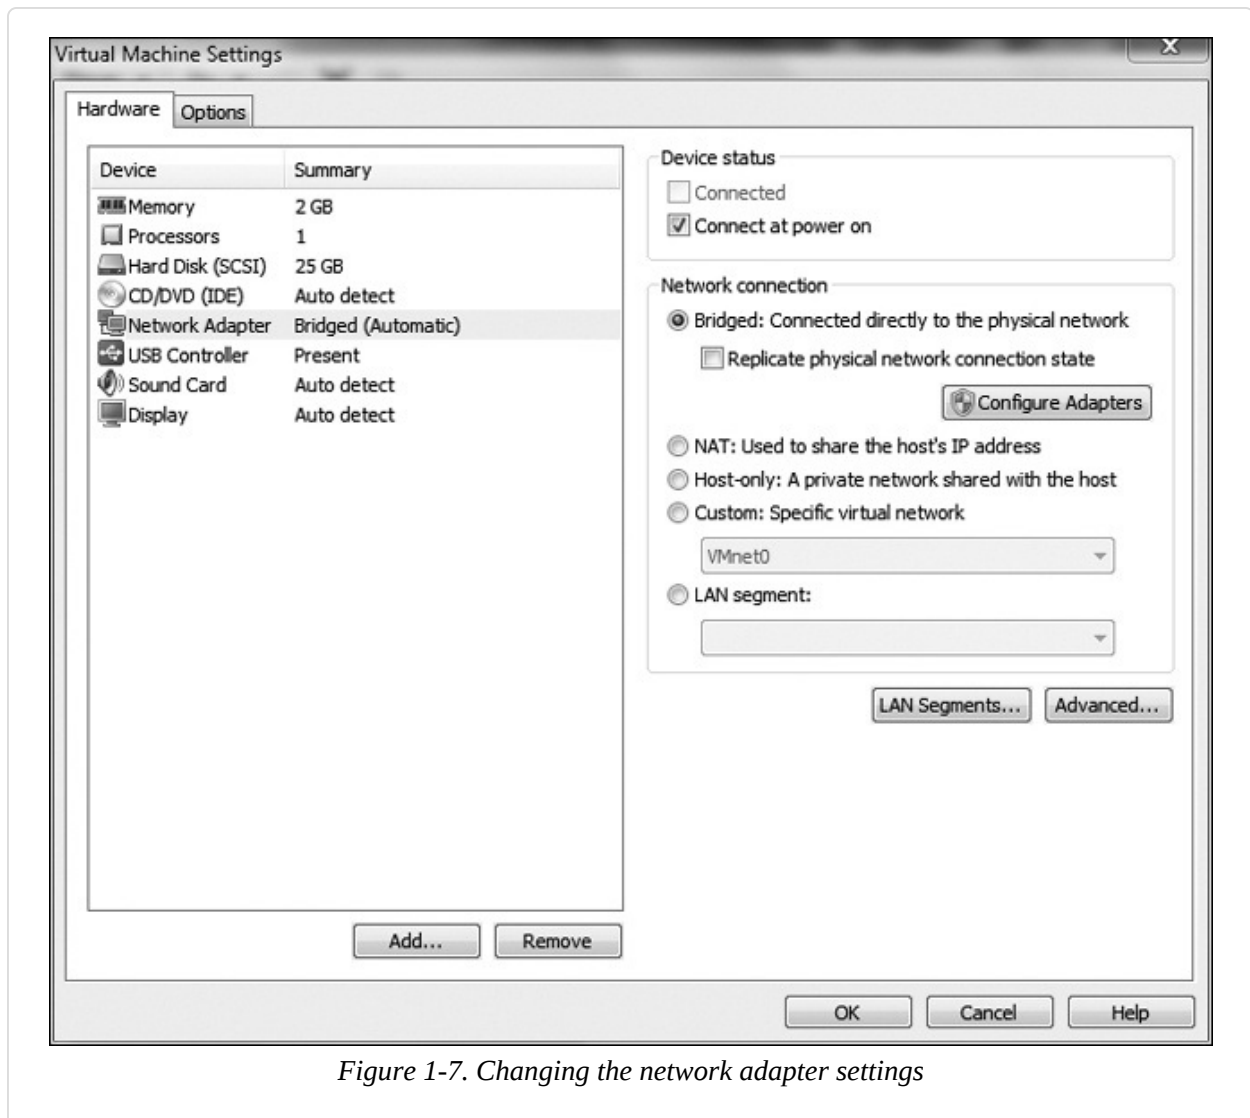 Virtual Machine Settings
X
Hardware
Options
Device Summary
Memory 2 GB
Processors 1
Hard Disk (SCSI) 25 GB
CD/DVD (IDE) Auto detect
Network Adapter Bridged (Automatic)
USB Controller Present
Sound Card Auto detect
Display Auto detect
Add...
Remove
Device status
Connected
Connect at power on
Network connection
Bridged: Connected directly to the physical network
Replicate physical network connection state
Configure Adapters
NAT: Used to share the host's IP address
Host-only: A private network shared with the host
Custom: Specific virtual network
VMnet0
LAN segment:
LAN Segments...
Advanced...
OK
Cancel
Help
Figure 1-7. Changing the network adapter settings